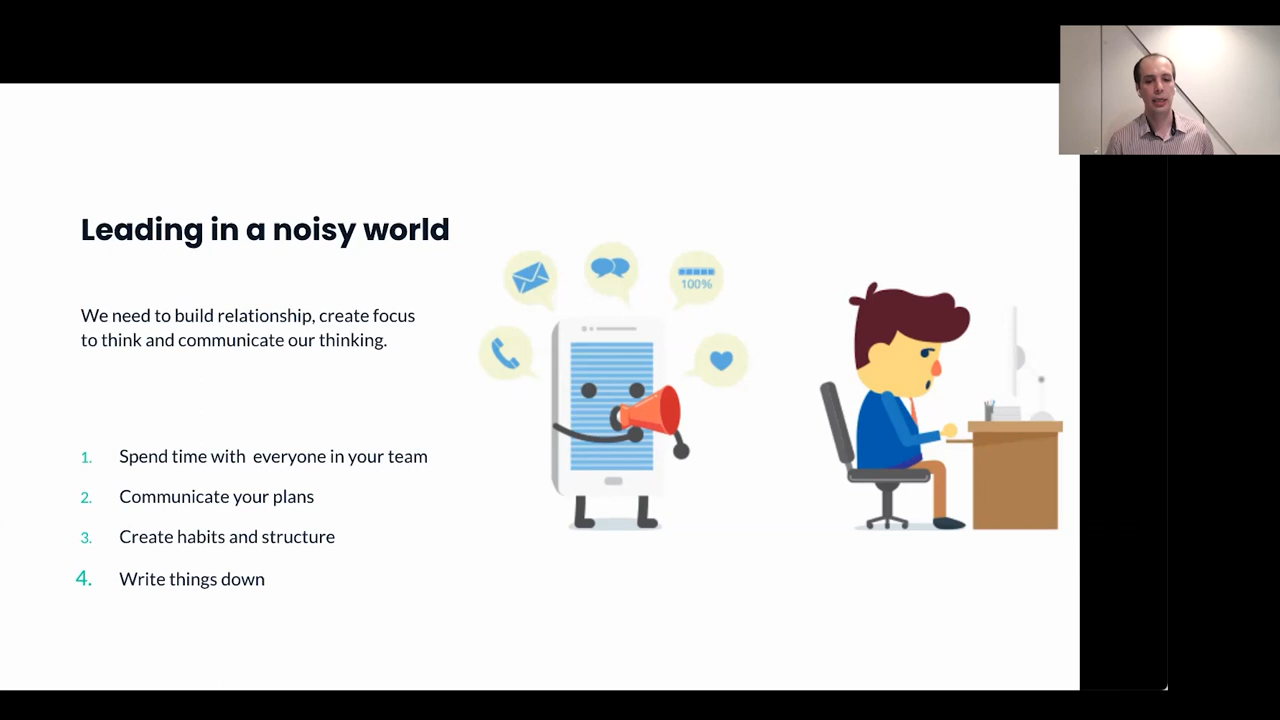 Leading in a noisy world
We need to build relationship, create focus
to think and communicate our thinking.
1. Spend time with everyone in your team
2. Communicate your plans
3. Create habits and structure
4. Write things down
100%